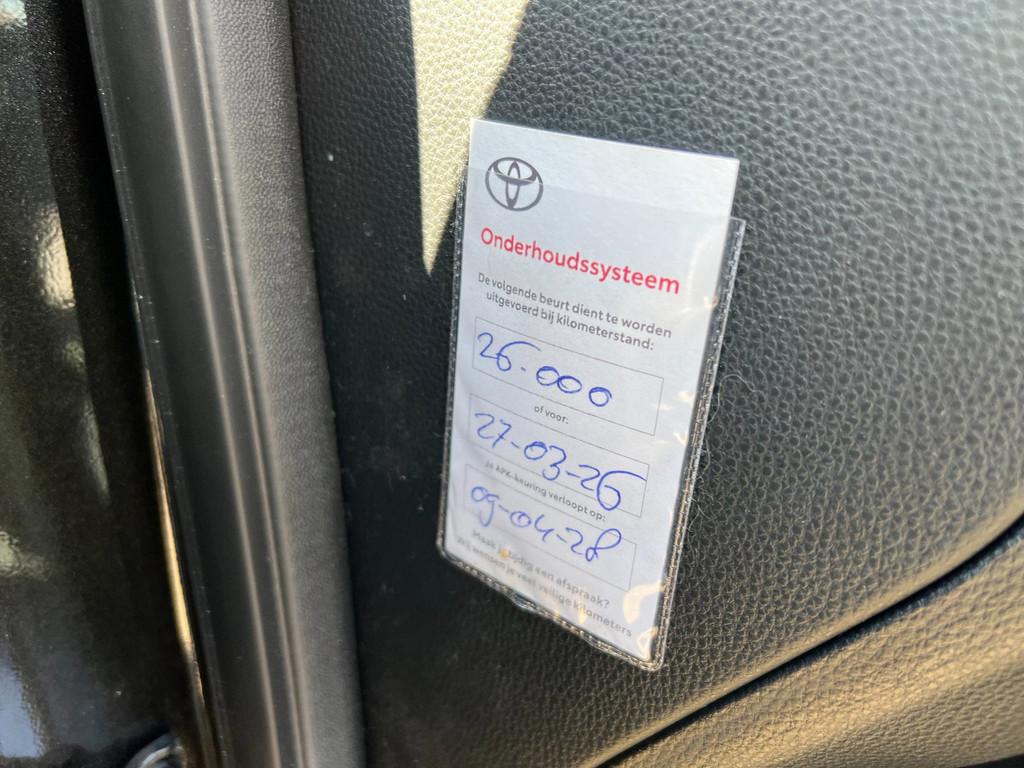 Onderhoudssysteem
De volgende beurt dient te worden
uitgevoerd bij kilometerstand:
26.000
of voor:
27-03-26
Je APK-keuring verloopt op:
09-04-28
Maak tijdig een afspraak?
Wij wensen je veel veilige kilometers